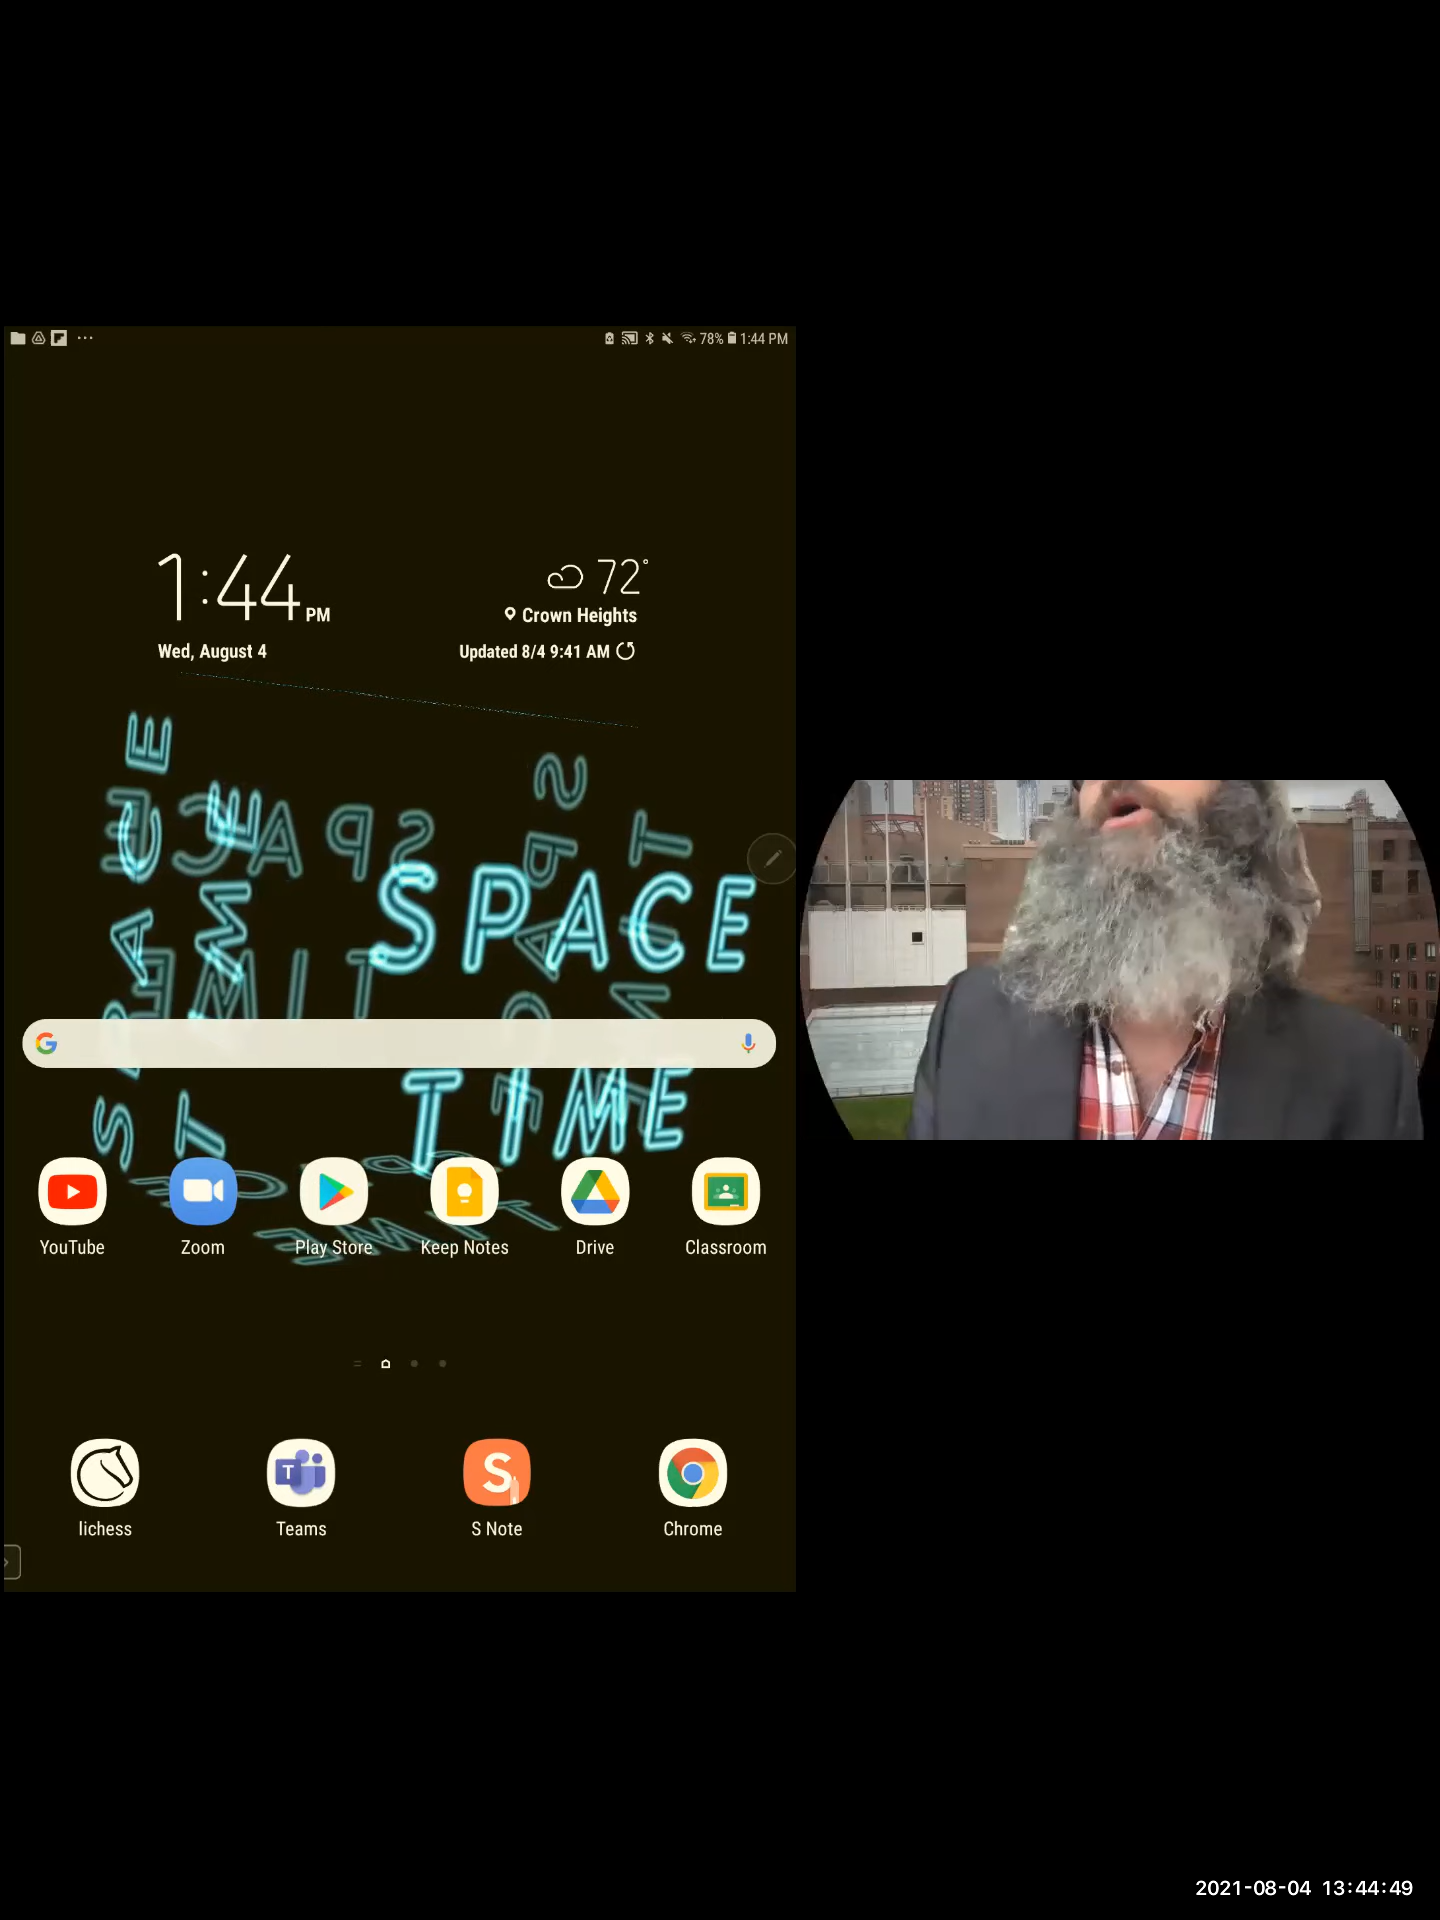 78% 1:44 PM
1:44 PM
72°
Crown Heights
Wed, August 4
Updated 8/4 9:41 AM
SPACE
TIME
YouTube
Zoom
Play Store
Keep Notes
Drive
Classroom
lichess
Teams
S Note
Chrome
2021-08-04 13:44:49